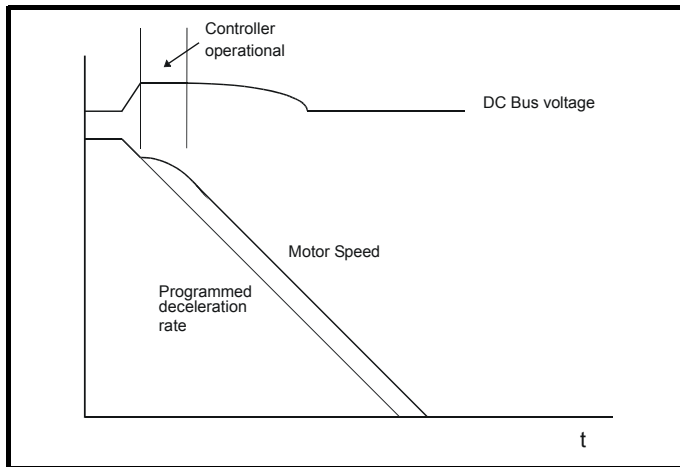 Controller
operational
DC Bus voltage
Motor Speed
Programmed
deceleration
rate
t